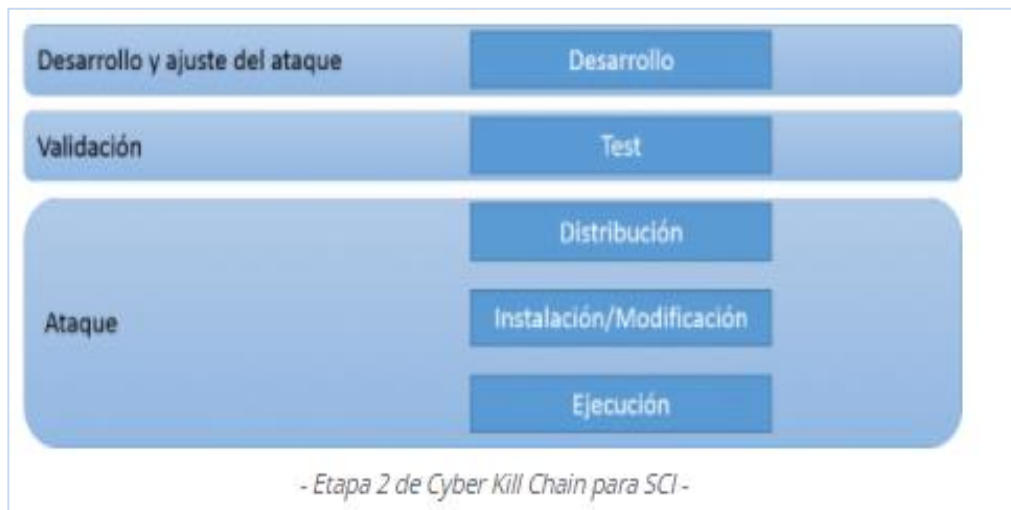 Desarrollo y ajuste del ataque
Desarrollo
Validación
Test
Ataque
Distribución
Instalación/Modificación
Ejecución
- Etapa 2 de Cyber Kill Chain para SCI -